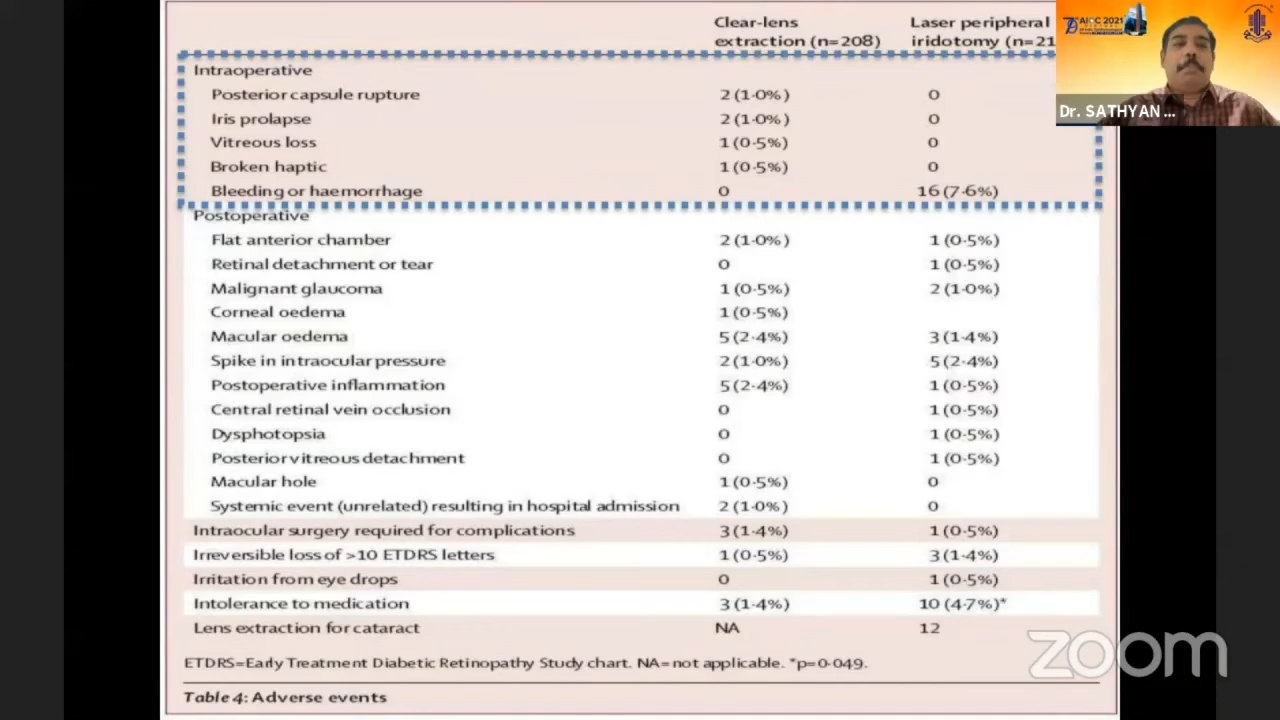 Clear-lens Laser peripheral
extraction (n=208) iridotomy (n=21
AIOC 2021
Dr. SATHYAN ...
Intraoperative
Posterior capsule rupture 2 (1·0%) 0
Iris prolapse 2 (1·0%) 0
Vitreous loss 1 (0·5%) 0
Broken haptic 1 (0·5%) 0
Bleeding or haemorrhage 0 16 (7·6%)
Postoperative
Flat anterior chamber 2 (1·0%) 1 (0·5%)
Retinal detachment or tear 0 1 (0·5%)
Malignant glaucoma 1 (0·5%) 2 (1·0%)
Corneal oedema 1 (0·5%)
Macular oedema 5 (2·4%) 3 (1·4%)
Spike in intraocular pressure 2 (1·0%) 5 (2·4%)
Postoperative inflammation 5 (2·4%) 1 (0·5%)
Central retinal vein occlusion 0 1 (0·5%)
Dysphotopsia 0 1 (0·5%)
Posterior vitreous detachment 0 1 (0·5%)
Macular hole 1 (0·5%) 0
Systemic event (unrelated) resulting in hospital admission 2 (1·0%) 0
Intraocular surgery required for complications 3 (1·4%) 1 (0·5%)
Irreversible loss of >10 ETDRS letters 1 (0·5%) 3 (1·4%)
Irritation from eye drops 0 1 (0·5%)
Intolerance to medication 3 (1·4%) 10 (4·7%)*
Lens extraction for cataract NA 12
ETDRS=Early Treatment Diabetic Retinopathy Study chart. NA=not applicable. *p=0·049.
Table 4: Adverse events
zoom